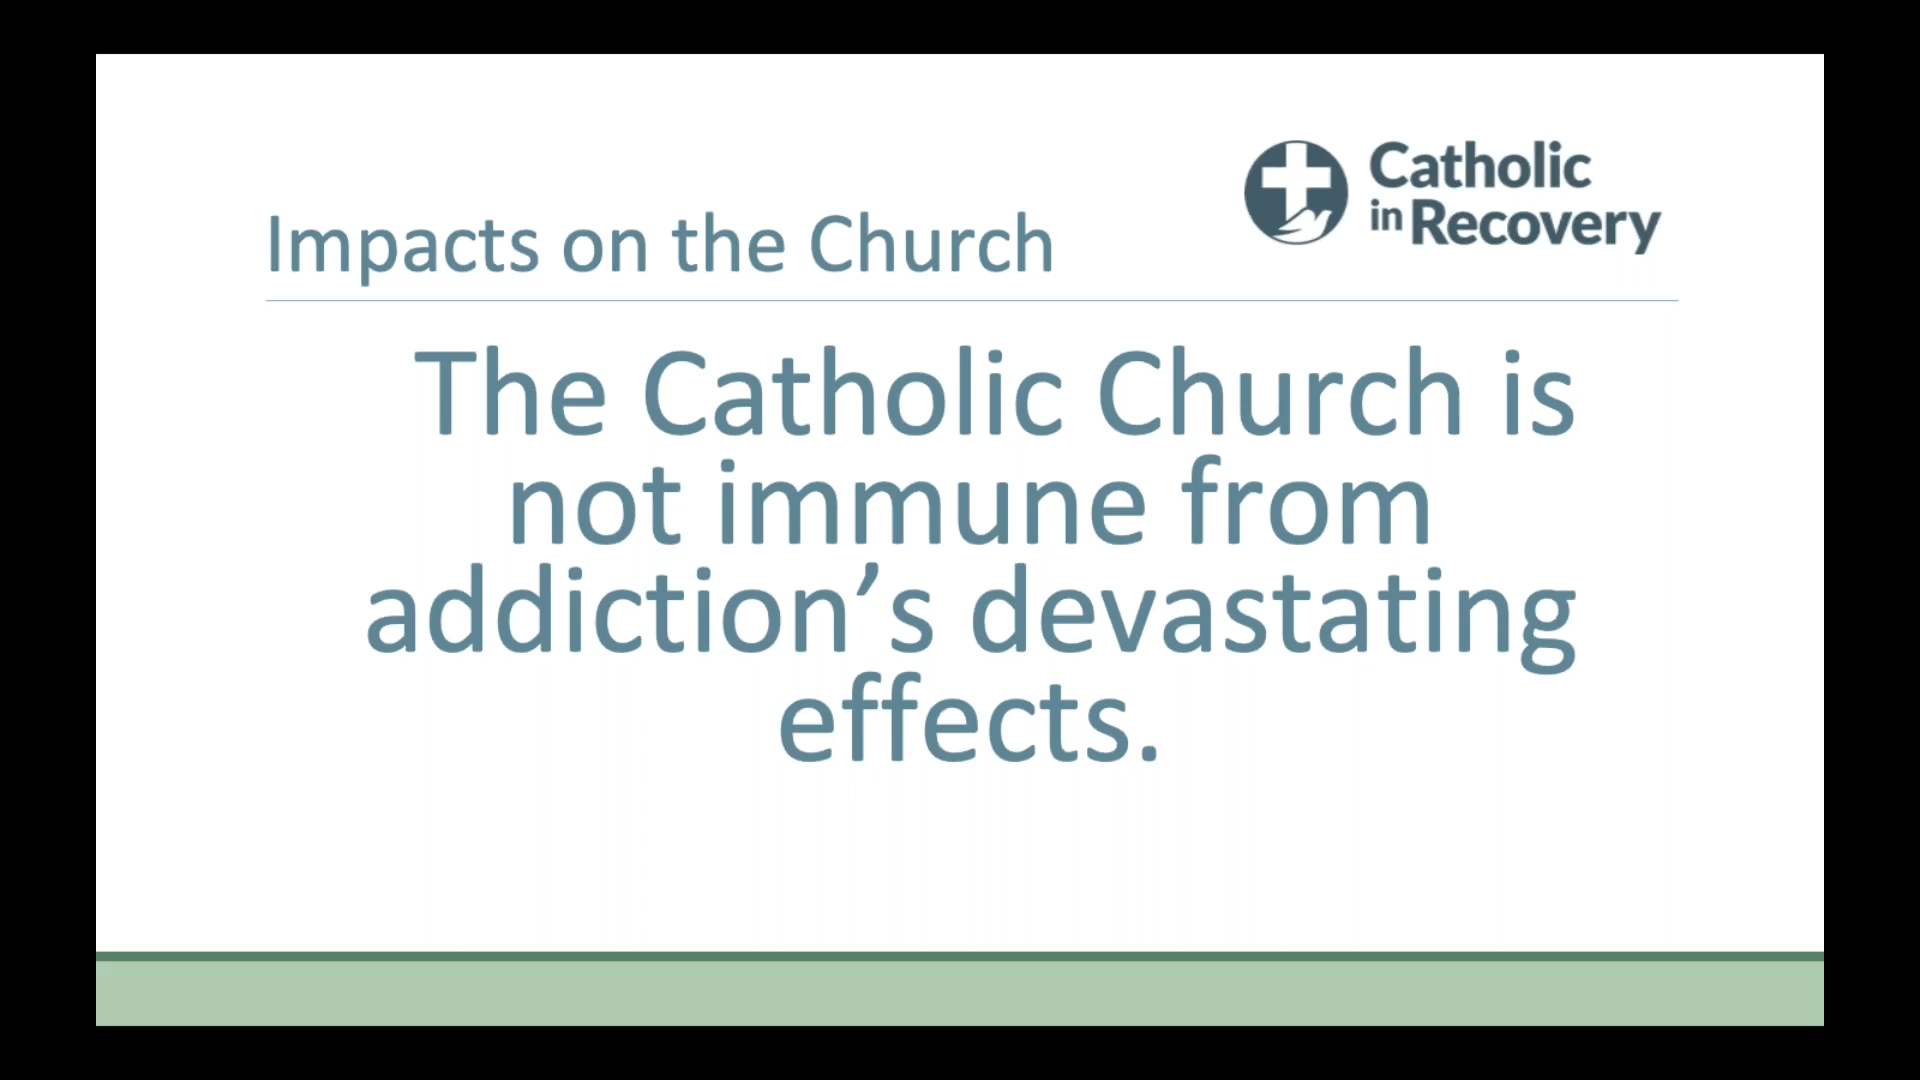 Catholic
in Recovery
Impacts on the Church
The Catholic Church is
not immune from
addiction’s devastating
effects.